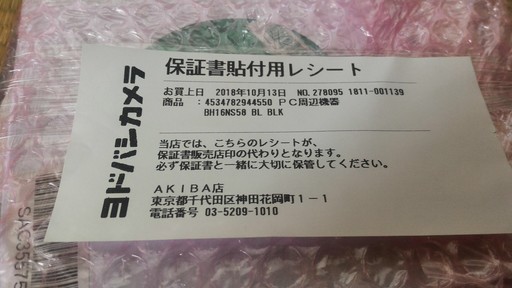 ヨドバシカメラ
保証書貼付用レシート
お買上日 2018年10月13日 NO.278095 1811-001139
商品 :4534782944550 PC周辺機器
BH16NS58 BL BLK
当店では、こちらのレシートが、
保証書販売店印の代わりとなります。
必ず保証書と一緒に大切に保管してください。
AKIBA店
東京都千代田区神田花岡町1-1
電話番号 03-5209-1010